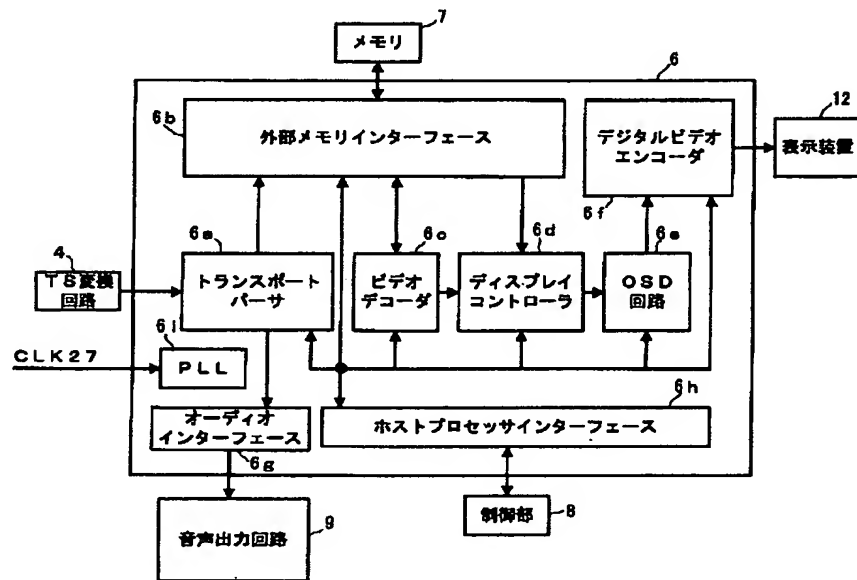 7
メモリ
6
6b
外部メモリインターフェース
デジタルビデオ
エンコーダ
6f
12
表示装置
4
TS変換
回路
6a
トランスポート
パーサ
6c
ビデオ
デコーダ
6d
ディスプレイ
コントローラ
6e
OSD
回路
CLK27
6i
PLL
オーディオ
インターフェース
6g
6h
ホストプロセッサインターフェース
音声出力回路
9
制御部
8